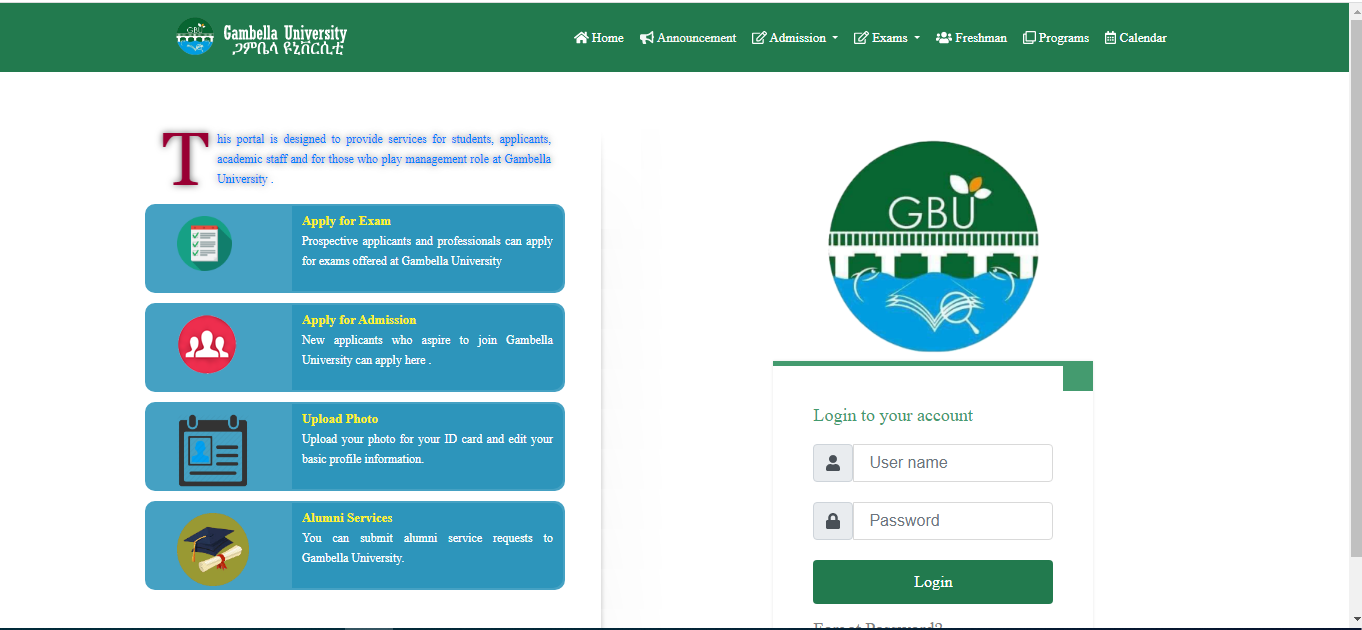 Gambella University
ጋምቤላ ዩኒቨርሲቲ
Home
Announcement
Admission
Exams
Freshman
Programs
Calendar
This portal is designed to provide services for students, applicants,
academic staff and for those who play management role at Gambella
University .
Apply for Exam
Prospective applicants and professionals can apply
for exams offered at Gambella University
Apply for Admission
New applicants who aspire to join Gambella
University can apply here .
Upload Photo
Upload your photo for your ID card and edit your
basic profile information.
Alumni Services
You can submit alumni service requests to
Gambella University.
GBU
Login to your account
User name
Password
Login
Forgot Password?